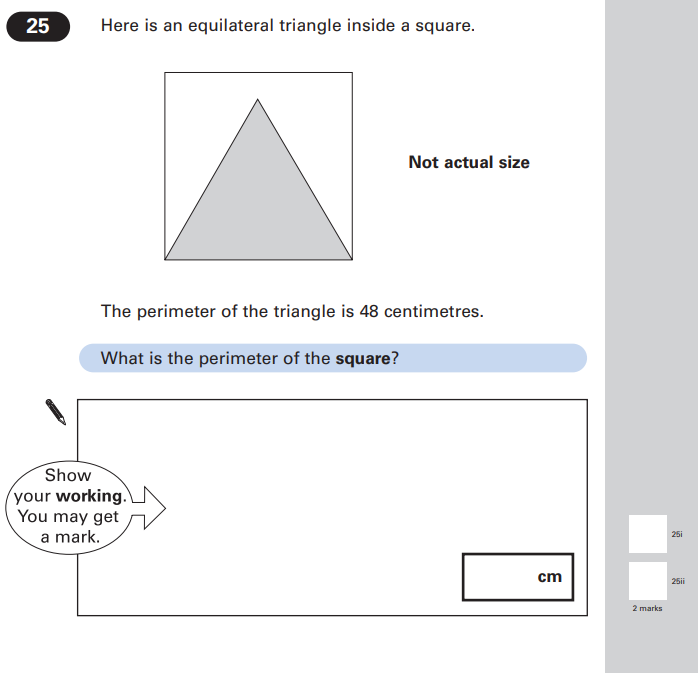 25
Here is an equilateral triangle inside a square.
Not actual size
The perimeter of the triangle is 48 centimetres.
What is the perimeter of the square?
Show
your working.
You may get
a mark.
cm
25i
25ii
2 marks